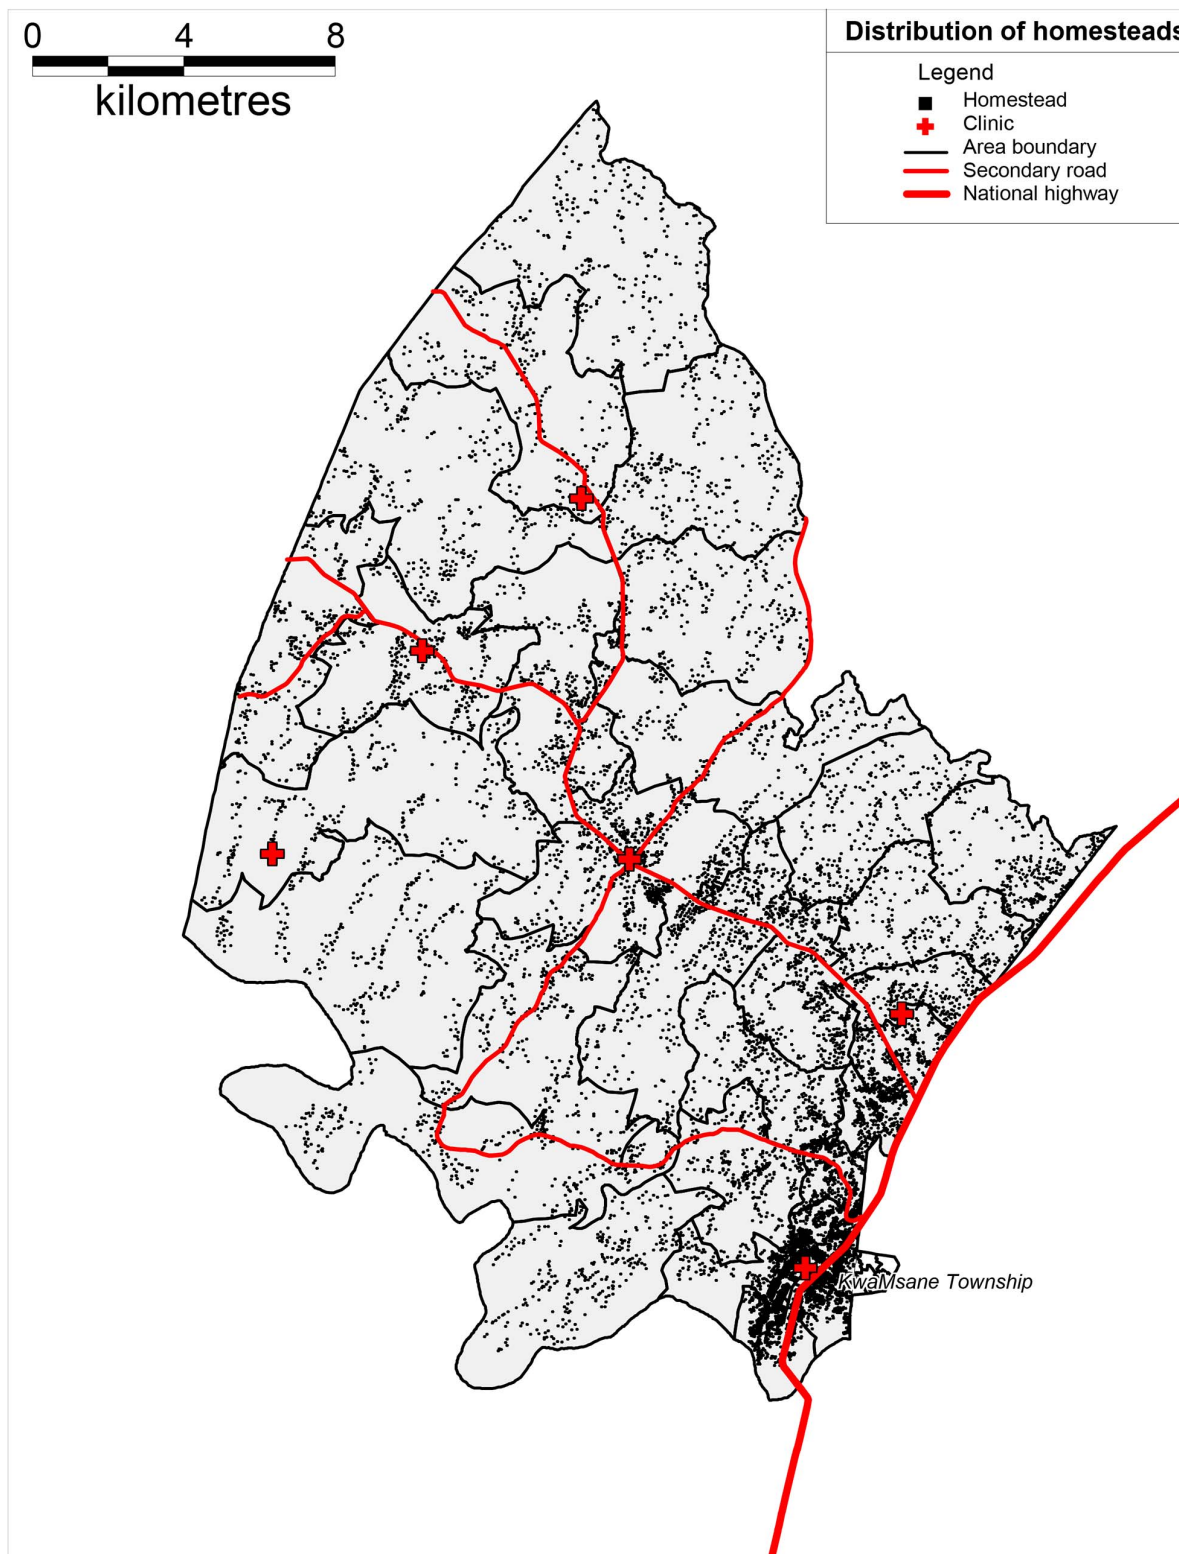 0 4 8
kilometres
Distribution of homesteads
Legend
Homestead
Clinic
Area boundary
Secondary road
National highway
KwaMsane Township